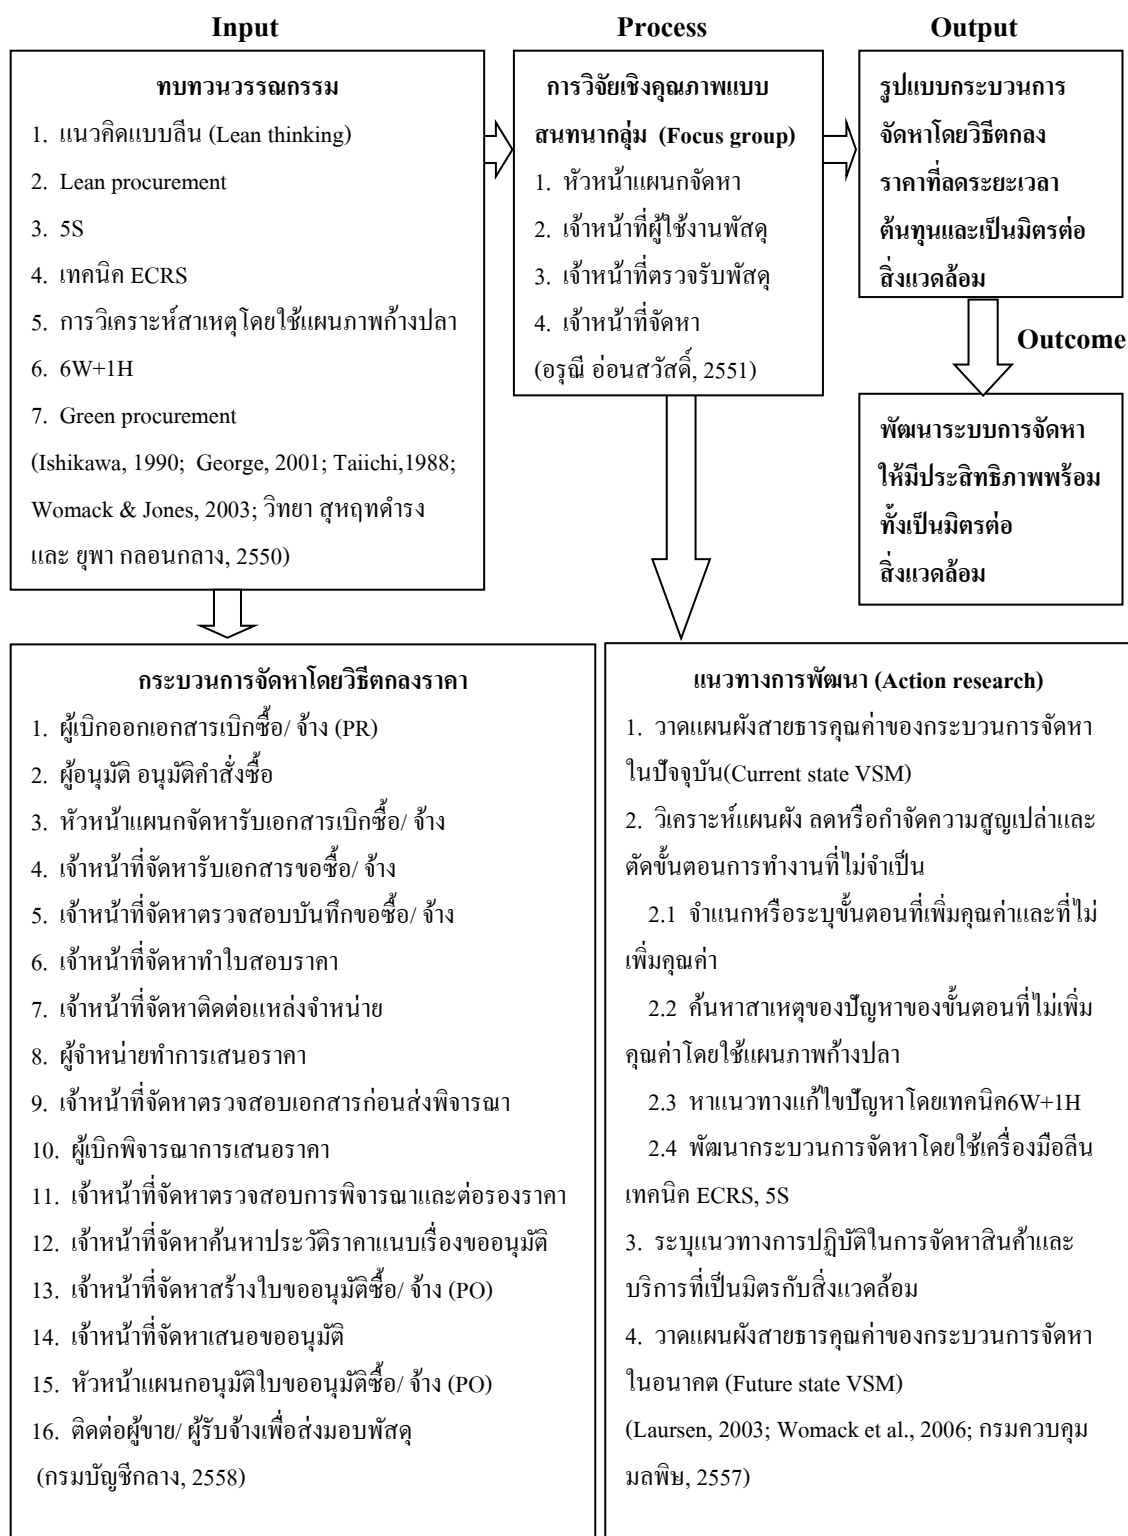 Input
ทบทวนวรรณกรรม
1. แนวคิดแบบลีน (Lean thinking)
2. Lean procurement
3. 5S
4. เทคนิค ECRS
5. การวิเคราะห์สาเหตุโดยใช้แผนภาพก้างปลา
6. 6W+1H
7. Green procurement
(Ishikawa, 1990; George, 2001; Taiichi,1988;
Womack & Jones, 2003; วิทยา สุหฤทดำรง
และ ยุพา กลอนกลาง, 2550)
Process
การวิจัยเชิงคุณภาพแบบ
สนทนากลุ่ม (Focus group)
1. หัวหน้าแผนกจัดหา
2. เจ้าหน้าที่ผู้ใช้งานพัสดุ
3. เจ้าหน้าที่ตรวจรับพัสดุ
4. เจ้าหน้าที่จัดหา
(อรุณี อ่อนสวัสดิ์, 2551)
Output
รูปแบบกระบวนการ
จัดหาโดยวิธีตกลง
ราคาที่ลดระยะเวลา
ต้นทุนและเป็นมิตรต่อ
สิ่งแวดล้อม
Outcome
พัฒนาระบบการจัดหา
ให้มีประสิทธิภาพพร้อม
ทั้งเป็นมิตรต่อ
สิ่งแวดล้อม
กระบวนการจัดหาโดยวิธีตกลงราคา
1. ผู้เบิกออกเอกสารเบิกซื้อ/ จ้าง (PR)
2. ผู้อนุมัติ อนุมัติคำสั่งซื้อ
3. หัวหน้าแผนกจัดหารับเอกสารเบิกซื้อ/ จ้าง
4. เจ้าหน้าที่จัดหารับเอกสารขอซื้อ/ จ้าง
5. เจ้าหน้าที่จัดหาตรวจสอบบันทึกขอซื้อ/ จ้าง
6. เจ้าหน้าที่จัดหาทำใบสอบราคา
7. เจ้าหน้าที่จัดหาติดต่อแหล่งจำหน่าย
8. ผู้จำหน่ายทำการเสนอราคา
9. เจ้าหน้าที่จัดหาตรวจสอบเอกสารก่อนส่งพิจารณา
10. ผู้เบิกพิจารณาการเสนอราคา
11. เจ้าหน้าที่จัดหาตรวจสอบการพิจารณาและต่อรองราคา
12. เจ้าหน้าที่จัดหาค้นหาประวัติราคาแนบเรื่องขออนุมัติ
13. เจ้าหน้าที่จัดหาสร้างใบขออนุมัติซื้อ/ จ้าง (PO)
14. เจ้าหน้าที่จัดหาเสนอขออนุมัติ
15. หัวหน้าแผนกอนุมัติใบขออนุมัติซื้อ/ จ้าง (PO)
16. ติดต่อผู้ขาย/ ผู้รับจ้างเพื่อส่งมอบพัสดุ
(กรมบัญชีกลาง, 2558)
แนวทางการพัฒนา (Action research)
1. วาดแผนผังสายธารคุณค่าของกระบวนการจัดหา
ในปัจจุบัน(Current state VSM)
2. วิเคราะห์แผนผัง ลดหรือกำจัดความสูญเปล่าและ
ตัดขั้นตอนการทำงานที่ไม่จำเป็น
2.1 จำแนกหรือระบุขั้นตอนที่เพิ่มคุณค่าและที่ไม่
เพิ่มคุณค่า
2.2 ค้นหาสาเหตุของปัญหาของขั้นตอนที่ไม่เพิ่ม
คุณค่าโดยใช้แผนภาพก้างปลา
2.3 หาแนวทางแก้ไขปัญหาโดยเทคนิค6W+1H
2.4 พัฒนากระบวนการจัดหาโดยใช้เครื่องมือลีน
เทคนิค ECRS, 5S
3. ระบุแนวทางการปฏิบัติในการจัดหาสินค้าและ
บริการที่เป็นมิตรกับสิ่งแวดล้อม
4. วาดแผนผังสายธารคุณค่าของกระบวนการจัดหา
ในอนาคต (Future state VSM)
(Laursen, 2003; Womack et al., 2006; กรมควบคุม
มลพิษ, 2557)